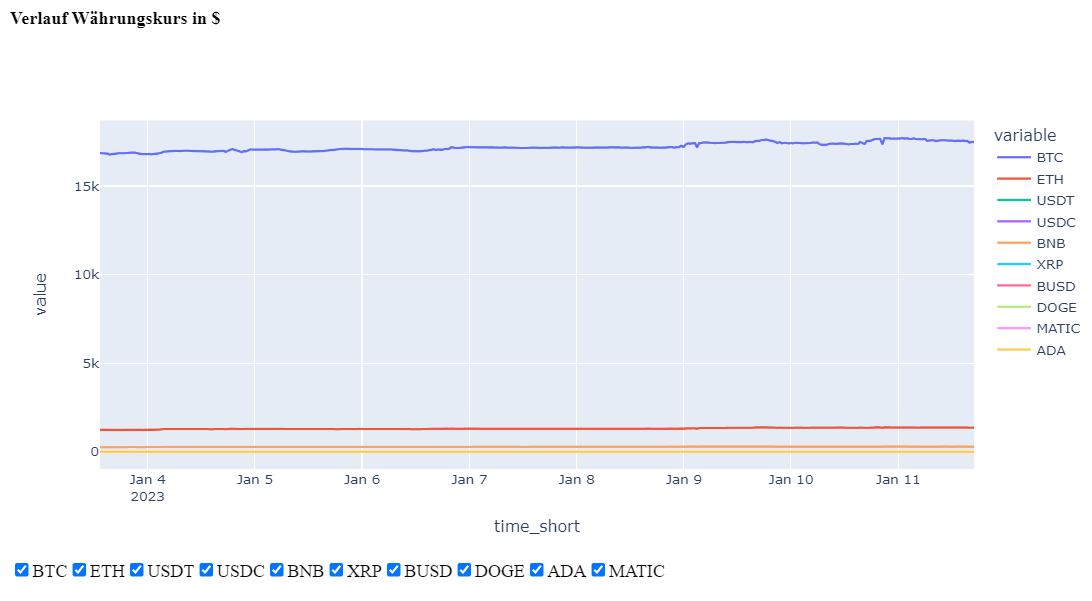 Verlauf Währungskurs in $
variable
BTC
ETH
USDT
USDC
BNB
XRP
BUSD
DOGE
MATIC
ADA
15k
10k
5k
0
value
Jan 4 Jan 5 Jan 6 Jan 7 Jan 8 Jan 9 Jan 10 Jan 11
2023
time_short
BTC ETH USDT USDC BNB XRP BUSD DOGE ADA MATIC